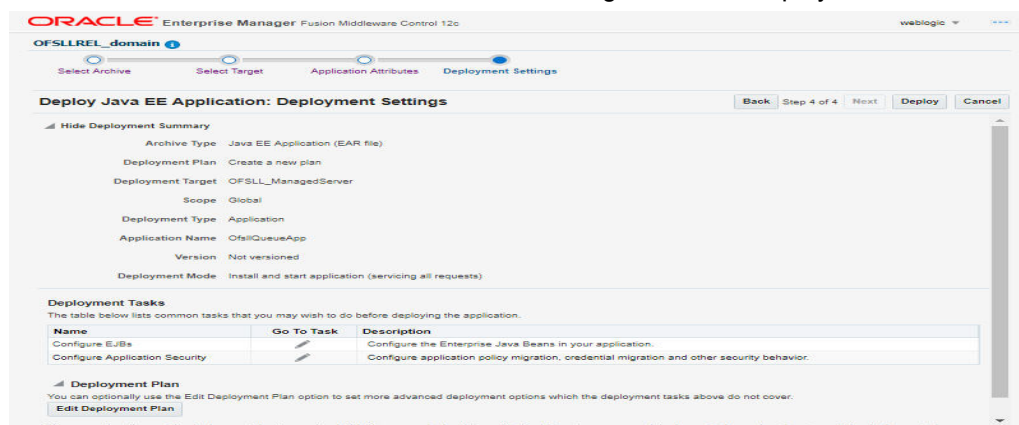 ORACLE Enterprise Manager Fusion Middleware Control 12c weblogic
OFSLLREL_domain
Select Archive Select Target Application Attributes Deployment Settings
Deploy Java EE Application: Deployment Settings Back Step 4 of 4 Next Deploy Cancel
Hide Deployment Summary
Archive Type Java EE Application (EAR file)
Deployment Plan Create a new plan
Deployment Target OFSLL_ManagedServer
Scope Global
Deployment Type Application
Application Name OfsllQueueApp
Version Not versioned
Deployment Mode Install and start application (servicing all requests)
Deployment Tasks
The table below lists common tasks that you may wish to do before deploying the application.
Name Go To Task Description
Configure EJBs Configure the Enterprise Java Beans in your application.
Configure Application Security Configure application policy migration, credential migration and other security behavior.
Deployment Plan
You can optionally use the Edit Deployment Plan option to set more advanced deployment options which the deployment tasks above do not cover.
Edit Deployment Plan